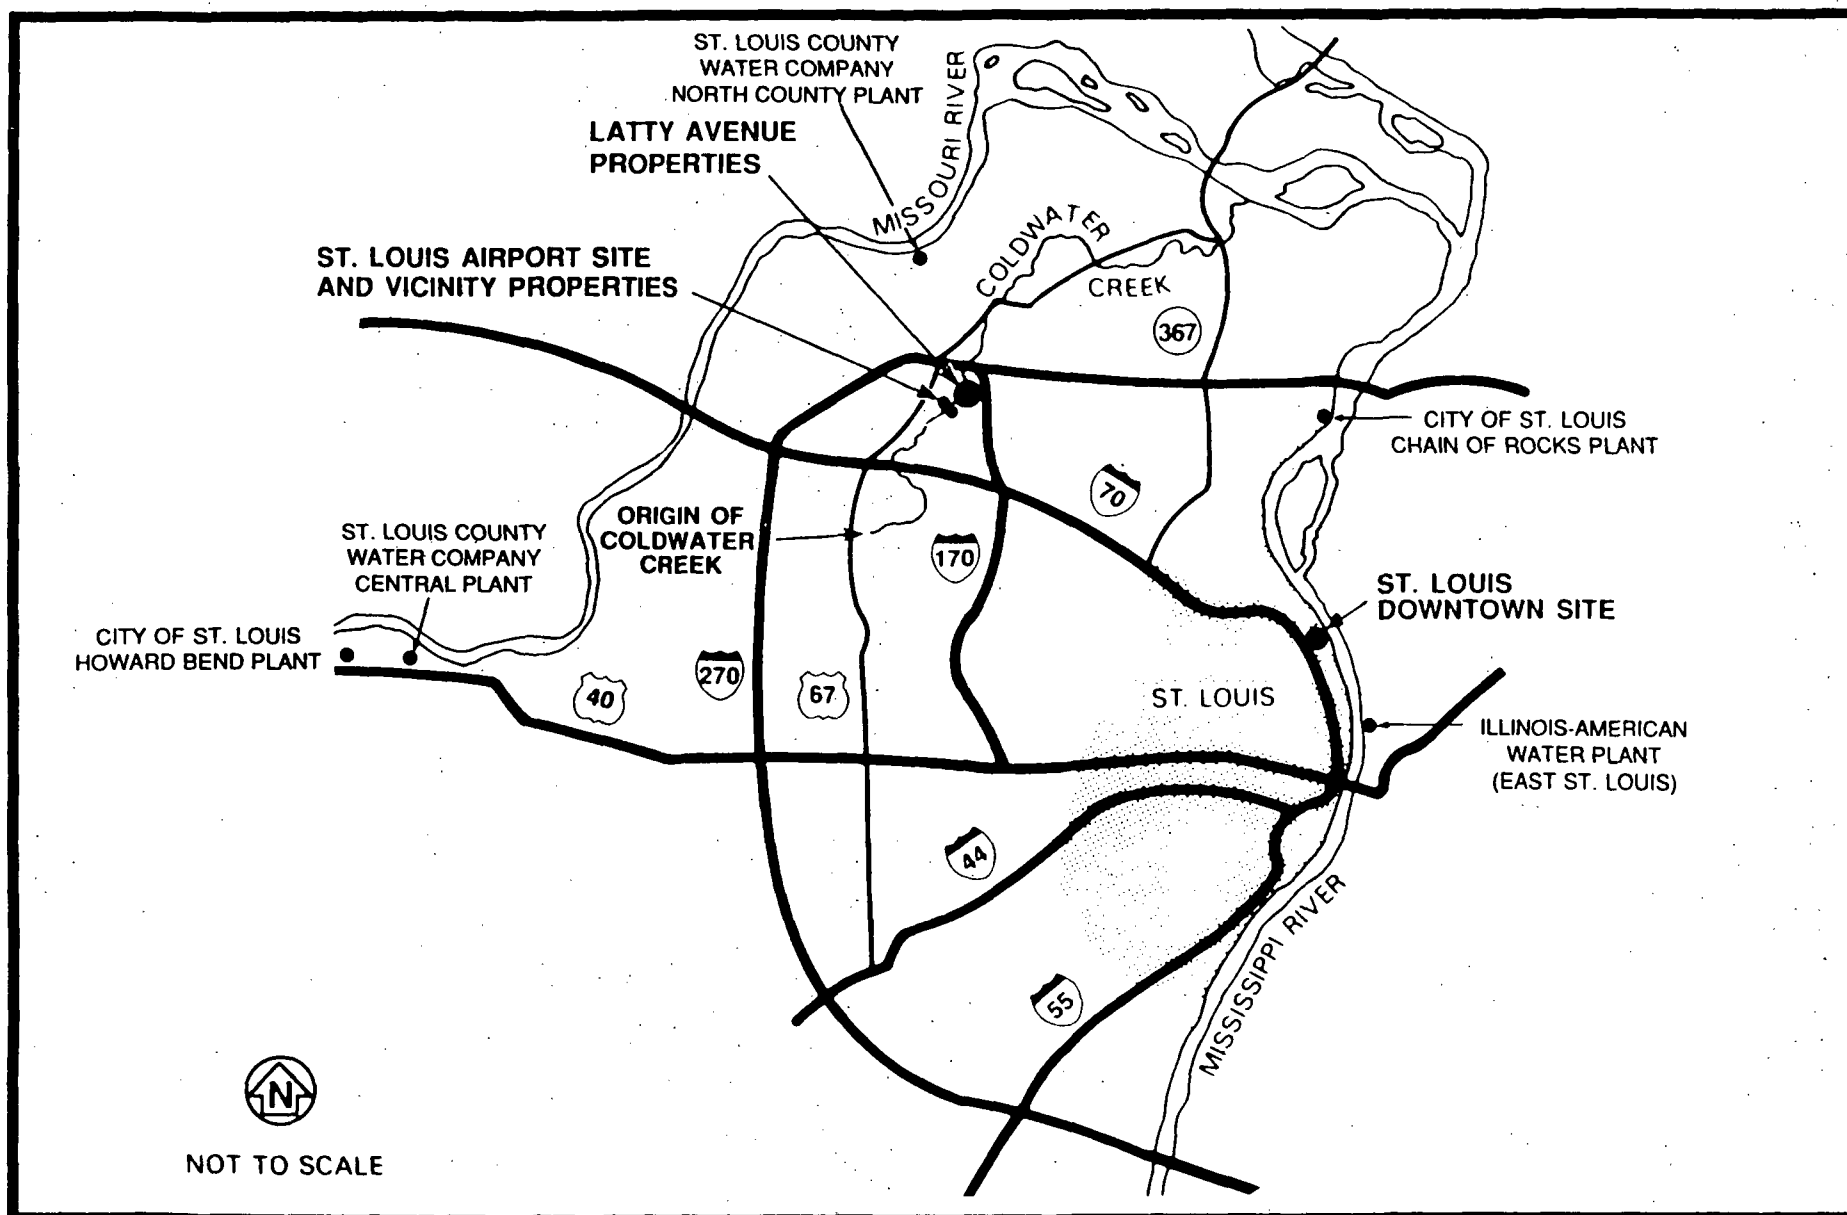 ST. LOUIS COUNTY
WATER COMPANY
NORTH COUNTY PLANT
LATTY AVENUE
PROPERTIES
MISSOURI RIVER
ST. LOUIS AIRPORT SITE
AND VICINITY PROPERTIES
COLDWATER
CREEK
367
CITY OF ST. LOUIS
CHAIN OF ROCKS PLANT
70
ORIGIN OF
COLDWATER
CREEK
170
ST. LOUIS COUNTY
WATER COMPANY
CENTRAL PLANT
ST. LOUIS
DOWNTOWN SITE
CITY OF ST. LOUIS
HOWARD BEND PLANT
40
270
67
ST. LOUIS
ILLINOIS-AMERICAN
WATER PLANT
(EAST ST. LOUIS)
44
55
MISSISSIPPI RIVER
N
NOT TO SCALE